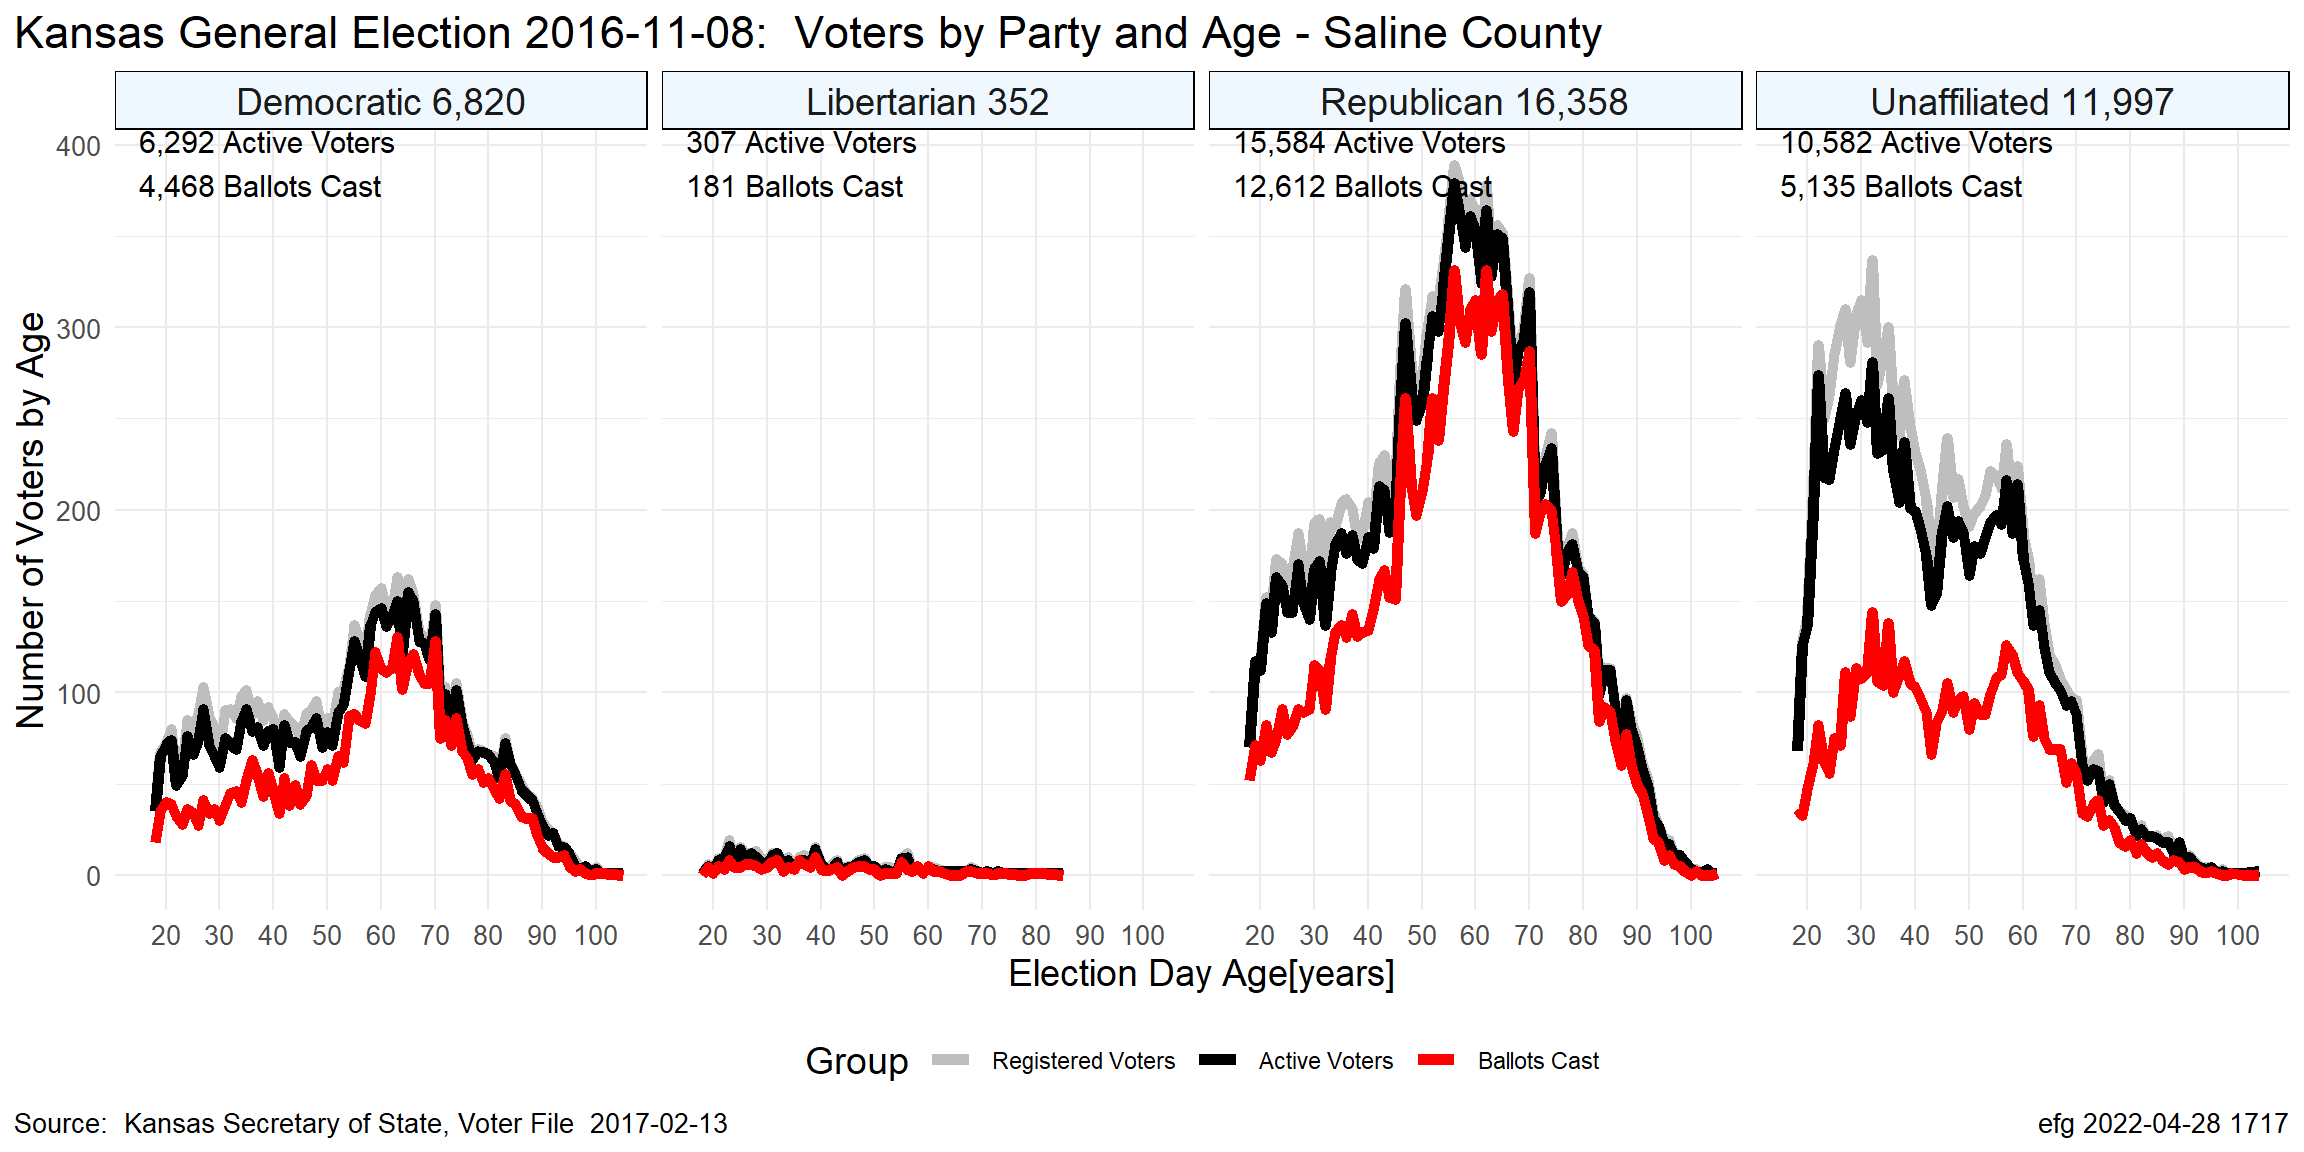 Kansas General Election 2016-11-08:  Voters by Party and Age - Saline County
Democratic 6,820
Libertarian 352
Republican 16,358
Unaffiliated 11,997
6,292 Active Voters
4,468 Ballots Cast
307 Active Voters
181 Ballots Cast
15,584 Active Voters
12,612 Ballots Cast
10,582 Active Voters
5,135 Ballots Cast
Number of Voters by Age
400
300
200
100
0
20 30 40 50 60 70 80 90 100
20 30 40 50 60 70 80 90 100
20 30 40 50 60 70 80 90 100
20 30 40 50 60 70 80 90 100
Election Day Age[years]
Group Registered Voters Active Voters Ballots Cast
Source:  Kansas Secretary of State, Voter File  2017-02-13
efg 2022-04-28 1717